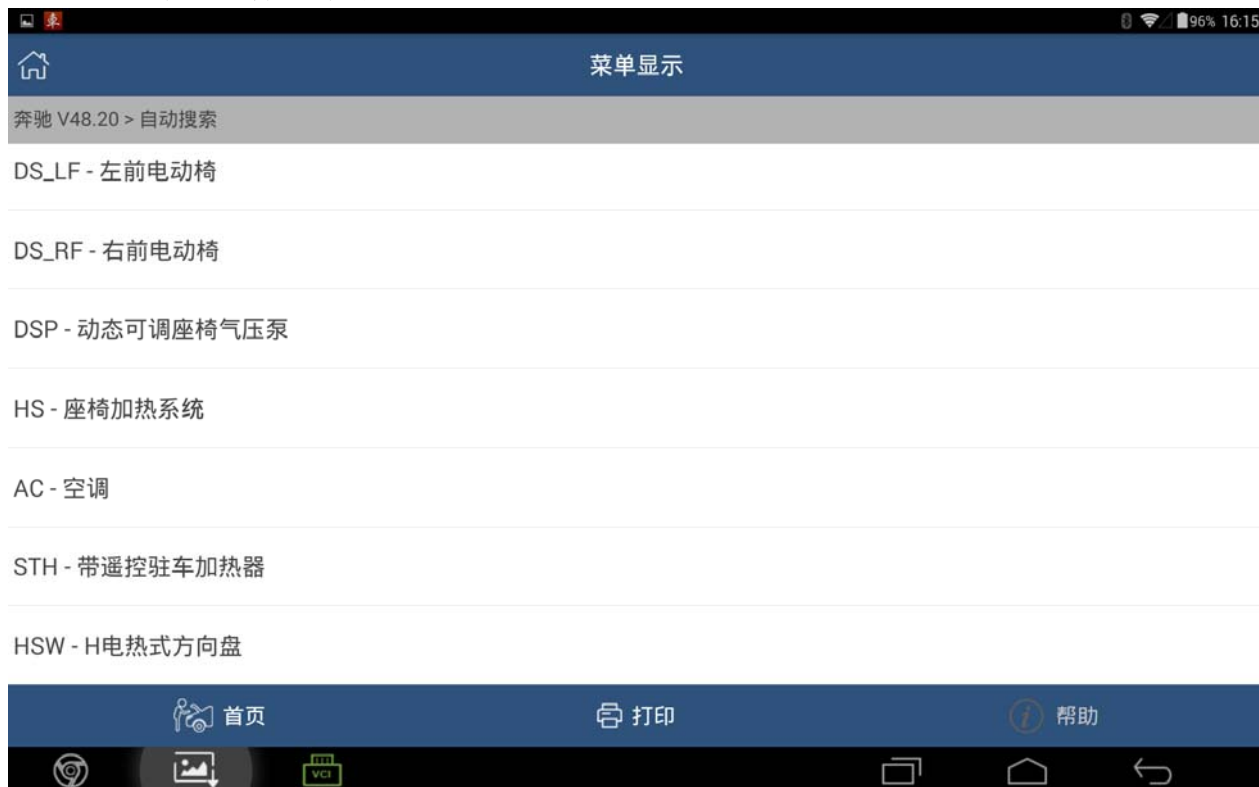 96% 16:15
菜单显示
奔驰 V48.20 > 自动搜索
DS_LF - 左前电动椅
DS_RF - 右前电动椅
DSP - 动态可调座椅气压泵
HS - 座椅加热系统
AC - 空调
STH - 带遥控驻车加热器
HSW - H电热式方向盘
首页 打印 帮助
VCI